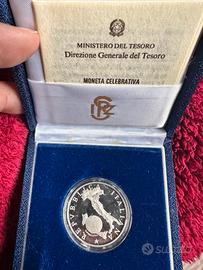 MINISTERO DEL TESORO
Direzione Generale del Tesoro
MONETA CELEBRATIVA
REPUBBLICA ITALIANA
subito